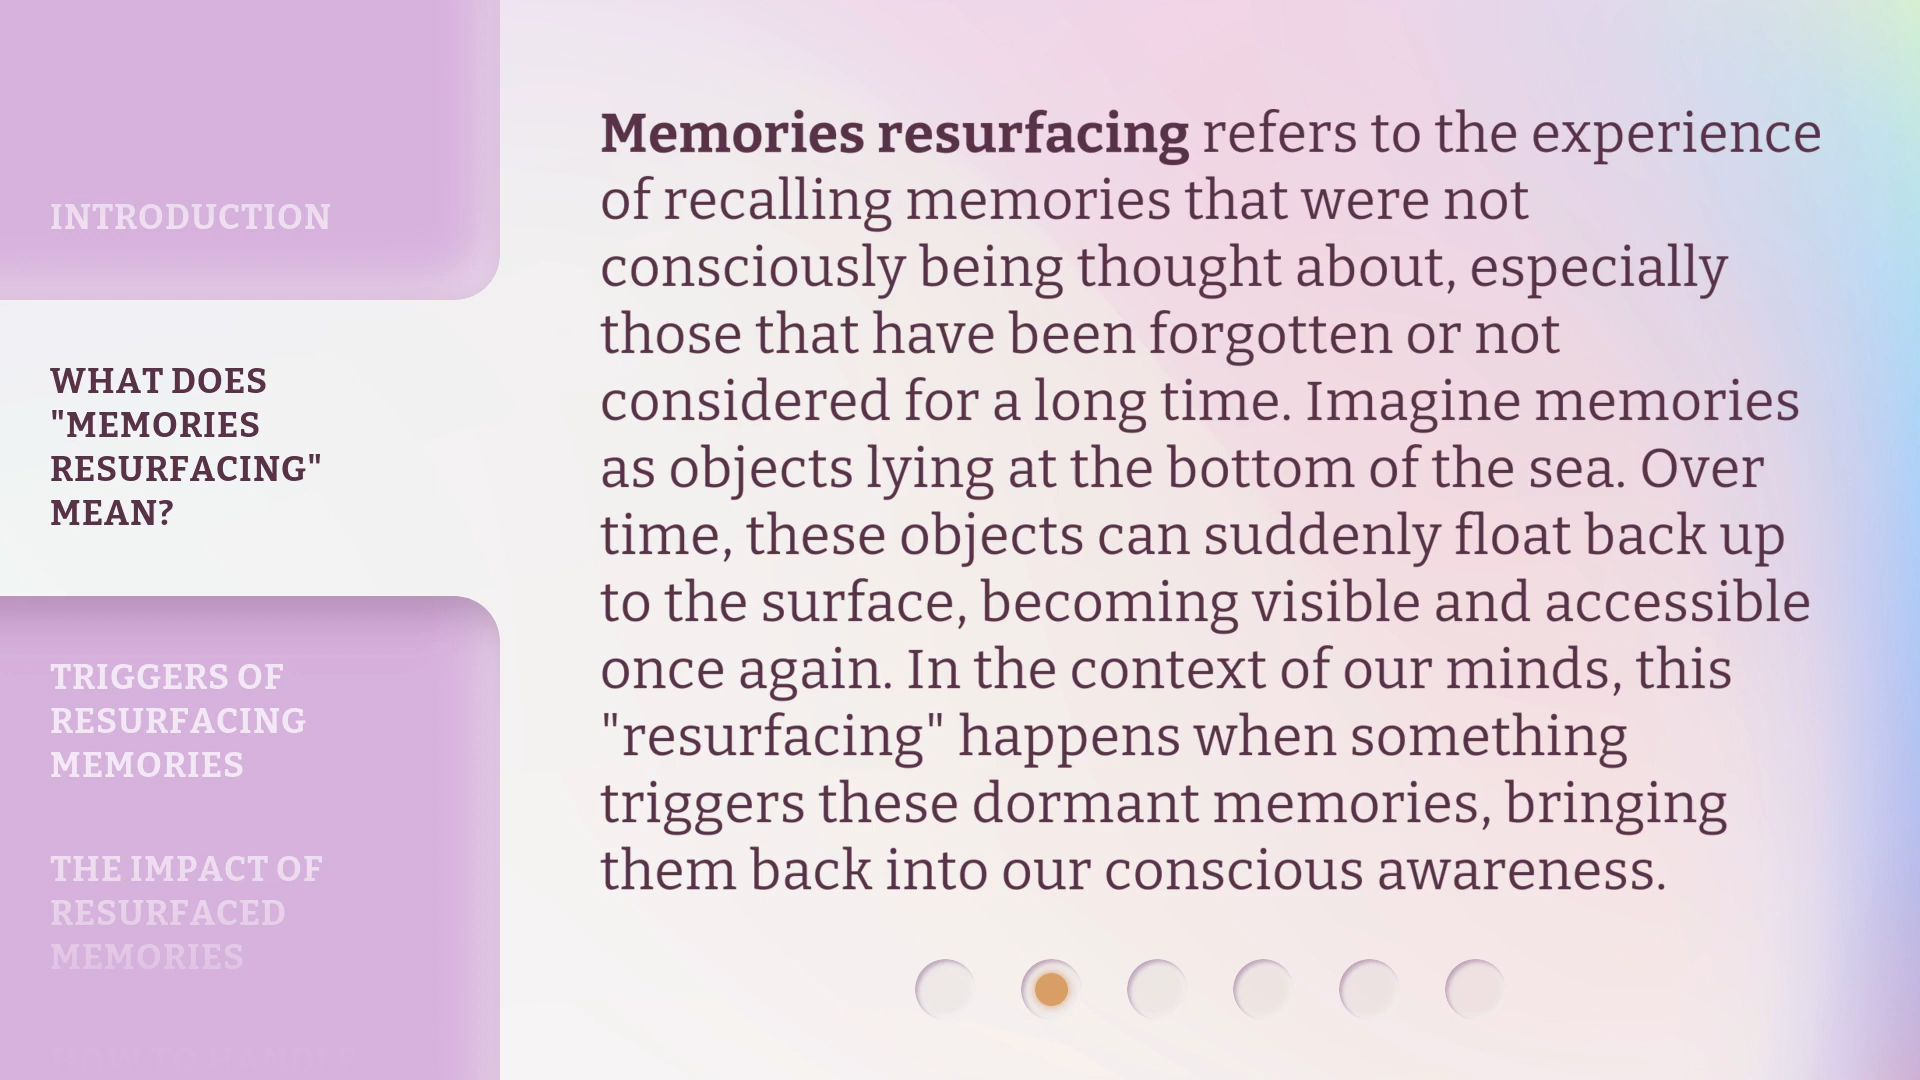 INTRODUCTION
WHAT DOES
"MEMORIES
RESURFACING"
MEAN?
TRIGGERS OF
RESURFACING
MEMORIES
THE IMPACT OF
RESURFACED
MEMORIES
HOW TO HANDLE
Memories resurfacing refers to the experience
of recalling memories that were not
consciously being thought about, especially
those that have been forgotten or not
considered for a long time. Imagine memories
as objects lying at the bottom of the sea. Over
time, these objects can suddenly float back up
to the surface, becoming visible and accessible
once again. In the context of our minds, this
"resurfacing" happens when something
triggers these dormant memories, bringing
them back into our conscious awareness.